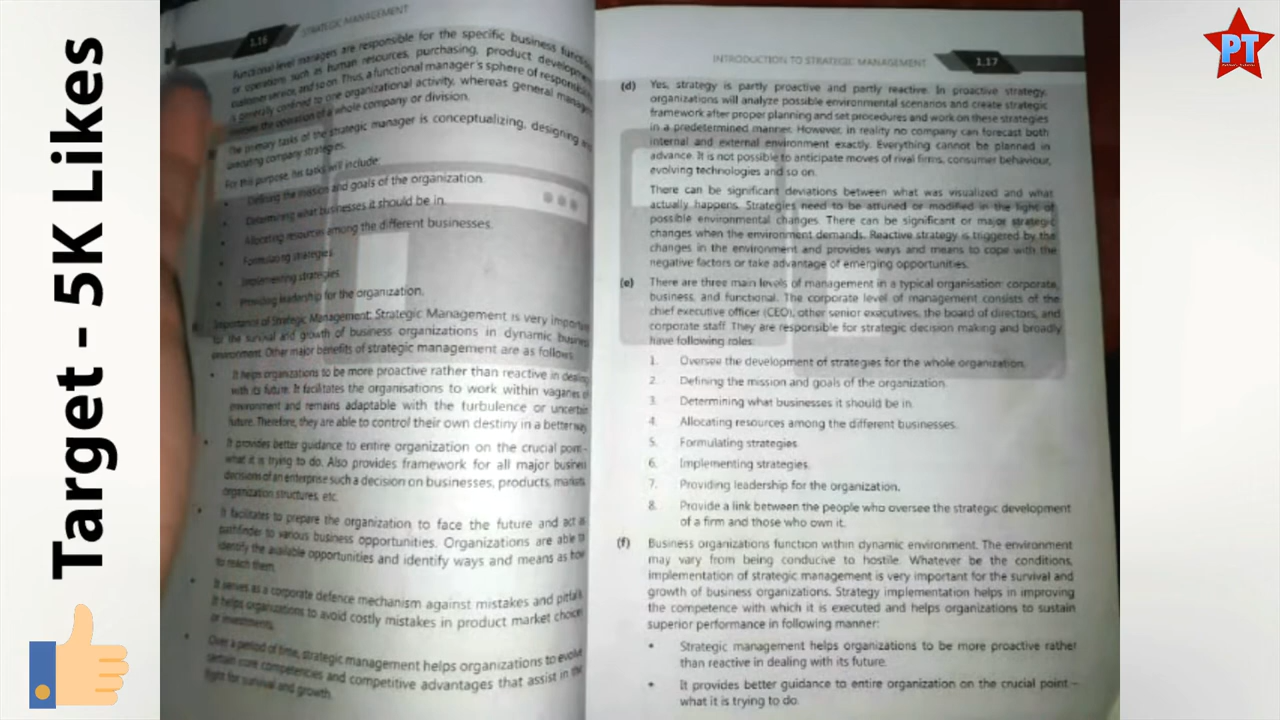 Target - 5K Likes
PT
1.16 STRATEGIC MANAGEMENT
Functional level managers are responsible for the specific business
or operations such as human resources, purchasing, product
customer service, and so on. Thus, a functional manager's sphere of
is generally confined to one organizational activity, whereas general
oversee the operation of a whole company or division.
The primary tasks of the strategic manager is conceptualizing, designing
executing company strategies.
For this purpose, his tasks will include:
• Defining the mission and goals of the organization.
• Determining what businesses it should be in.
• Allocating resources among the different businesses.
• Formulating strategies.
• Implementing strategies.
• Providing leadership for the organization.
Importance of Strategic Management: Strategic Management is very
for the survival and growth of business organizations in dynamic
environment. Other major benefits of strategic management are as follows:
• It helps organizations to be more proactive rather than reactive in dealing
with its future. It facilitates the organisations to work within vagaries of
environment and remains adaptable with the turbulence or uncertain
future. Therefore, they are able to control their own destiny in a better way.
• It provides better guidance to entire organization on the crucial point -
what it is trying to do. Also provides framework for all major business
decisions of an enterprise such a decision on businesses, products, markets,
organization structures, etc.
• It facilitates to prepare the organization to face the future and act as
pathfinder to various business opportunities. Organizations are able to
identify the available opportunities and identify ways and means as how
to reach them.
• It serves as a corporate defence mechanism against mistakes and pitfalls.
It helps organizations to avoid costly mistakes in product market choices
or investments.
• Over a period of time, strategic management helps organizations to evolve
certain core competencies and competitive advantages that assist in the
fight for survival and growth.
INTRODUCTION TO STRATEGIC MANAGEMENT 1.17
(d) Yes, strategy is partly proactive and partly reactive. In proactive strategy,
organizations will analyze possible environmental scenarios and create strategic
framework after proper planning and set procedures and work on these strategies
in a predetermined manner. However, in reality no company can forecast both
internal and external environment exactly. Everything cannot be planned in
advance. It is not possible to anticipate moves of rival firms, consumer behaviour,
evolving technologies and so on.
There can be significant deviations between what was visualized and what
actually happens. Strategies need to be attuned or modified in the light of
possible environmental changes. There can be significant or major strategic
changes when the environment demands. Reactive strategy is triggered by the
changes in the environment and provides ways and means to cope with the
negative factors or take advantage of emerging opportunities.
(e) There are three main levels of management in a typical organisation: corporate,
business, and functional. The corporate level of management consists of the
chief executive officer (CEO), other senior executives, the board of directors, and
corporate staff. They are responsible for strategic decision making and broadly
have following roles:
1. Oversee the development of strategies for the whole organization.
2. Defining the mission and goals of the organization.
3. Determining what businesses it should be in.
4. Allocating resources among the different businesses.
5. Formulating strategies
6. Implementing strategies.
7. Providing leadership for the organization.
8. Provide a link between the people who oversee the strategic development
of a firm and those who own it.
(f) Business organizations function within dynamic environment. The environment
may vary from being conducive to hostile. Whatever be the conditions,
implementation of strategic management is very important for the survival and
growth of business organizations. Strategy implementation helps in improving
the competence with which it is executed and helps organizations to sustain
superior performance in following manner:
• Strategic management helps organizations to be more proactive rather
than reactive in dealing with its future.
• It provides better guidance to entire organization on the crucial point –
what it is trying to do.